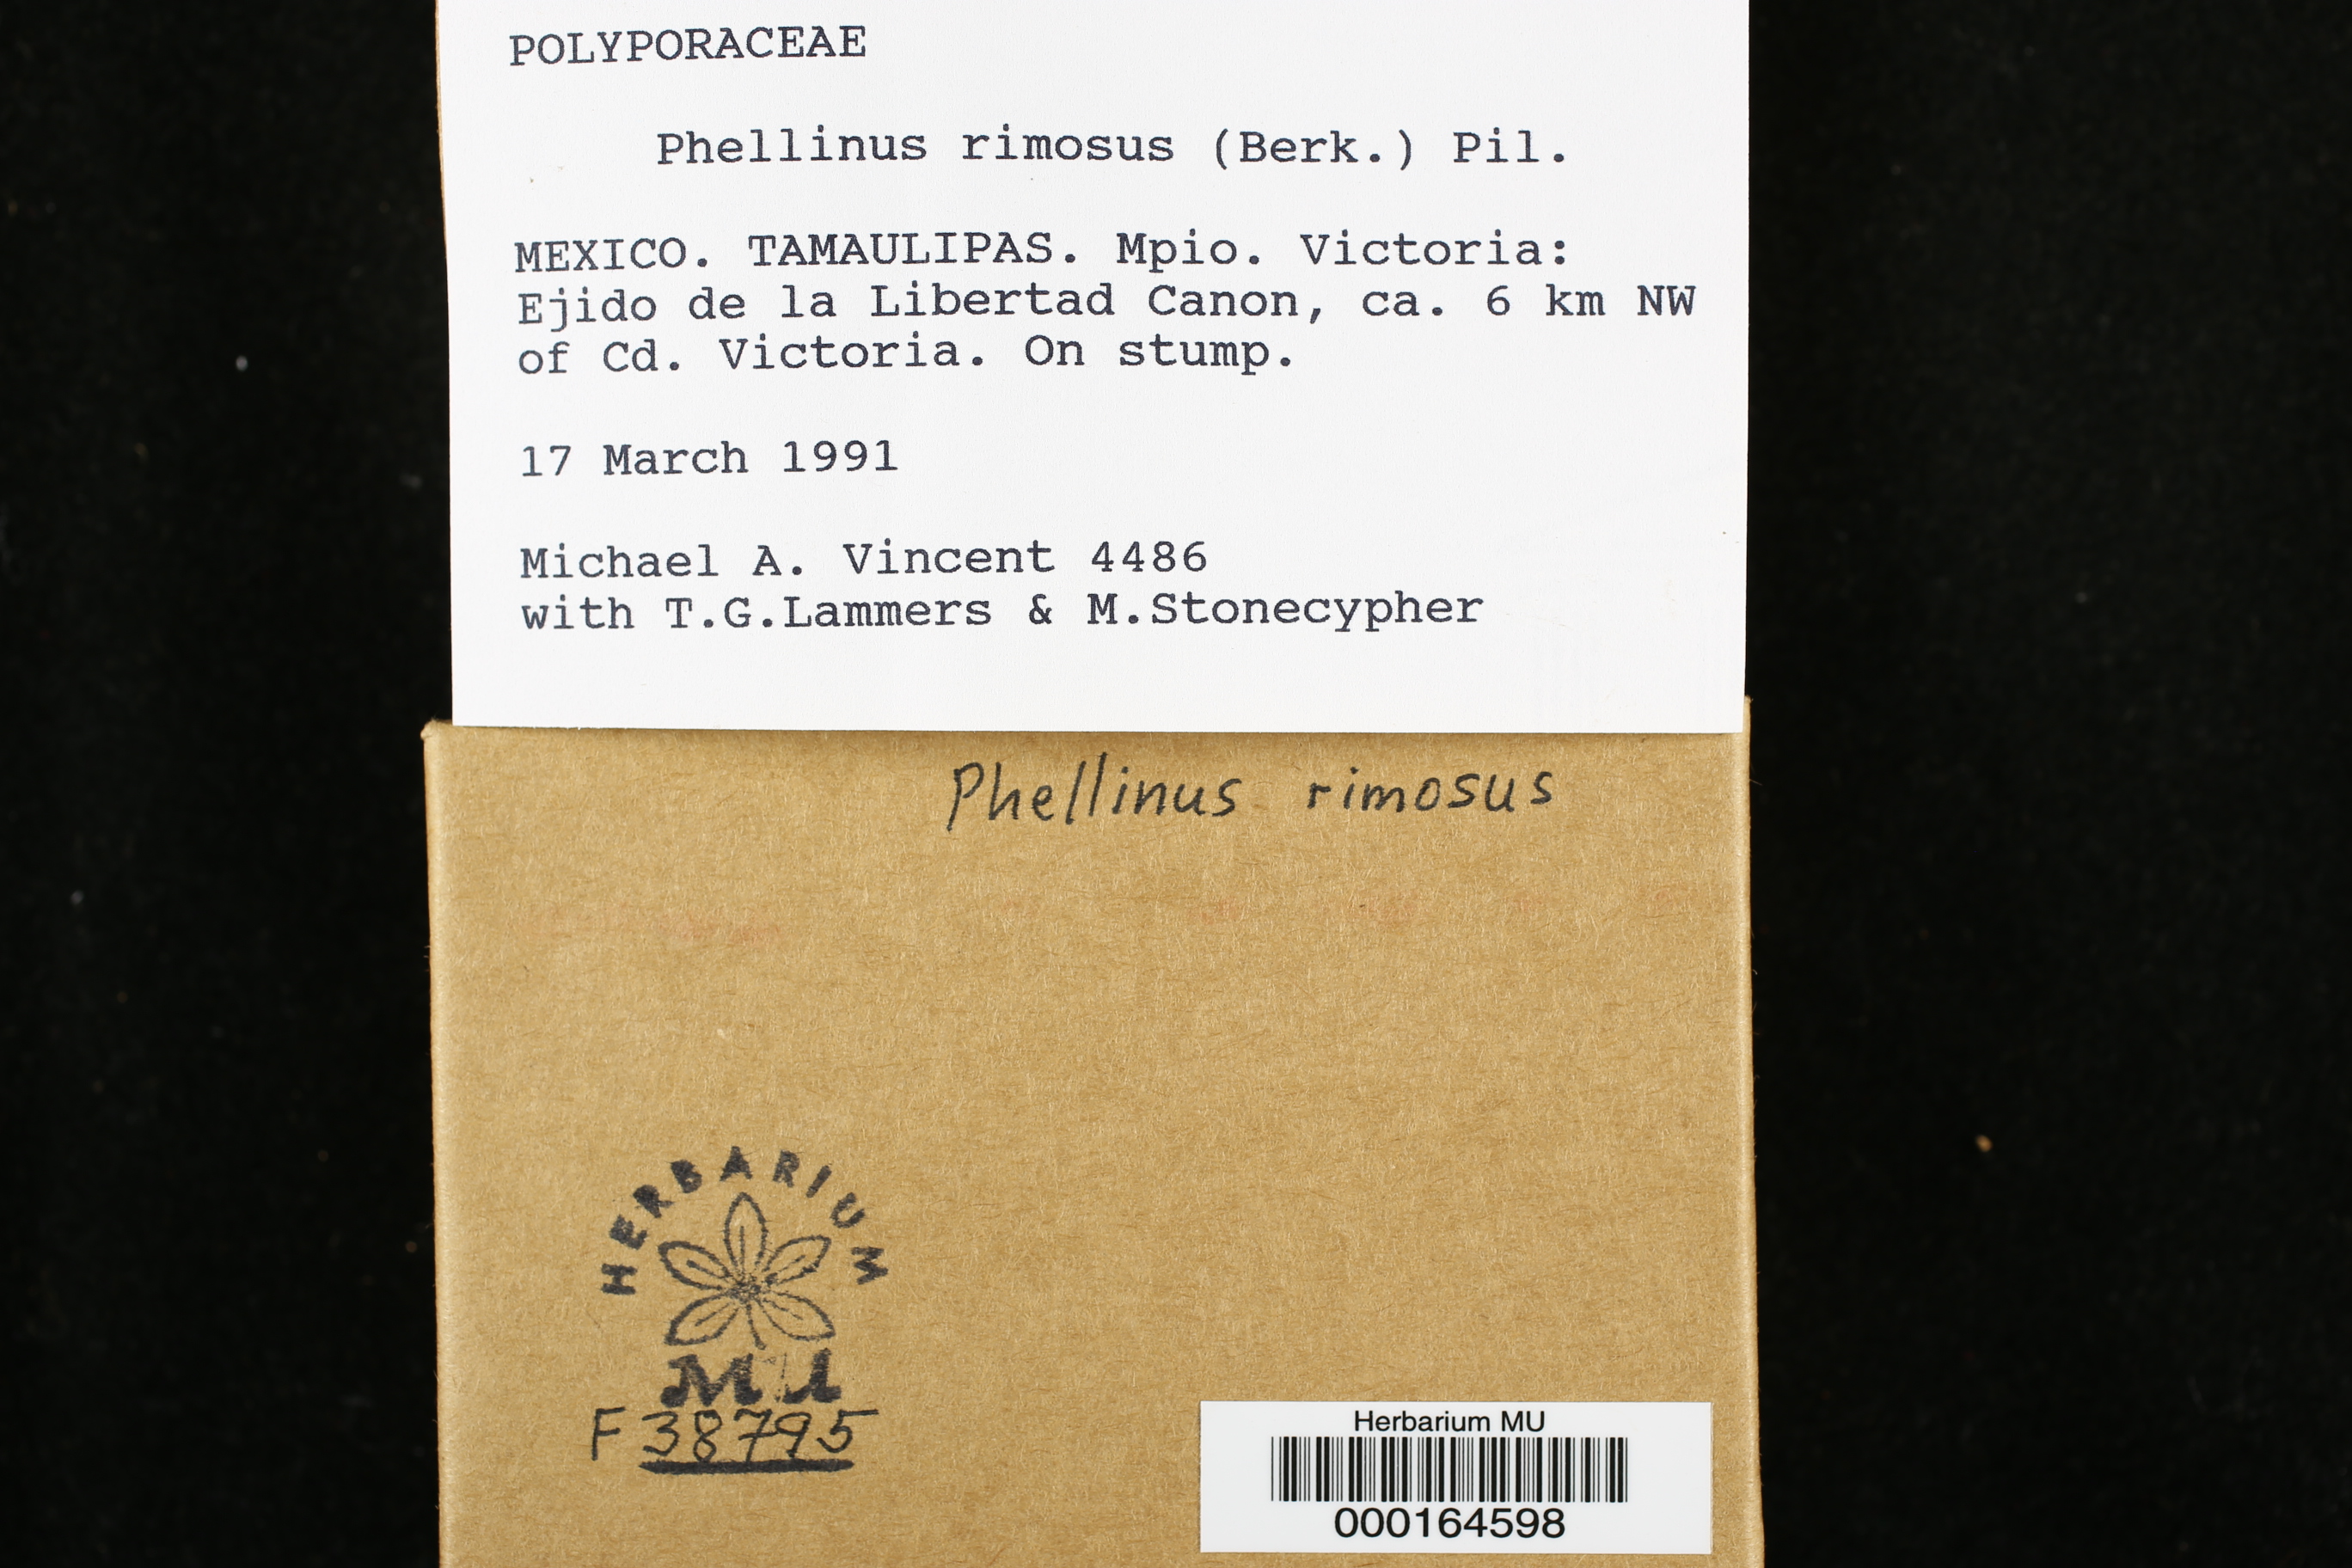 POLYPORACEAE
Phellinus rimosus (Berk.) Pil.
MEXICO. TAMAULIPAS. Mpio. Victoria:
Ejido de la Libertad Canon, ca. 6 km NW
of Cd. Victoria. On stump.
17 March 1991
Michael A. Vincent 4486
with T.G.Lammers & M.Stonecypher
Phellinus rimosus
HERBARIUM
MU
F 38795
Herbarium MU
000164598